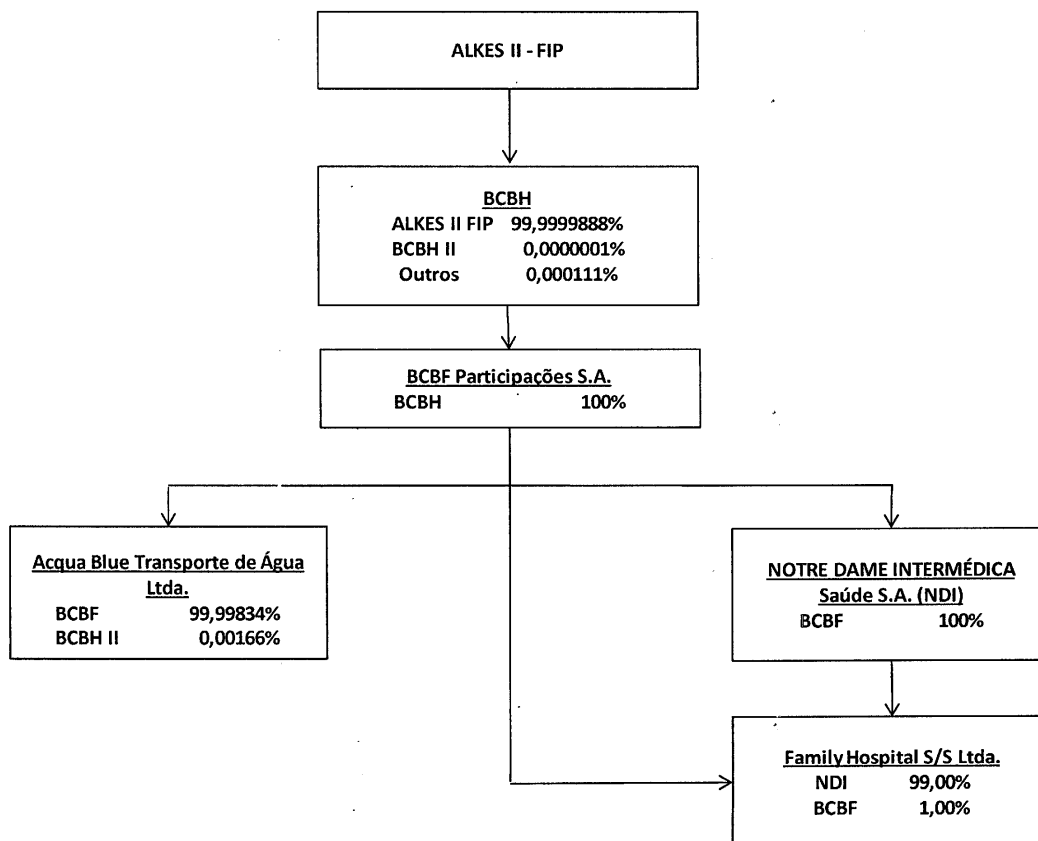 ALKES II - FIP
BCBH
ALKES II FIP 99,9999888%
BCBH II 0,0000001%
Outros 0,000111%
BCBF Participações S.A.
BCBH 100%
Acqua Blue Transporte de Água
Ltda.
BCBF 99,99834%
BCBH II 0,00166%
NOTRE DAME INTERMÉDICA
Saúde S.A. (NDI)
BCBF 100%
Family Hospital S/S Ltda.
NDI 99,00%
BCBF 1,00%